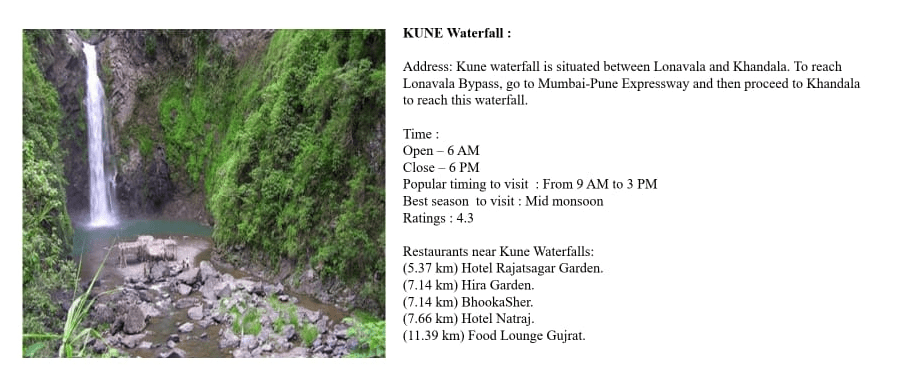 KUNE Waterfall :
Address: Kune waterfall is situated between Lonavala and Khandala. To reach
Lonavala Bypass, go to Mumbai-Pune Expressway and then proceed to Khandala
to reach this waterfall.
Time :
Open – 6 AM
Close – 6 PM
Popular timing to visit  : From 9 AM to 3 PM
Best season  to visit : Mid monsoon
Ratings : 4.3
Restaurants near Kune Waterfalls:
(5.37 km) Hotel Rajatsagar Garden.
(7.14 km) Hira Garden.
(7.14 km) BhookaSher.
(7.66 km) Hotel Natraj.
(11.39 km) Food Lounge Gujrat.